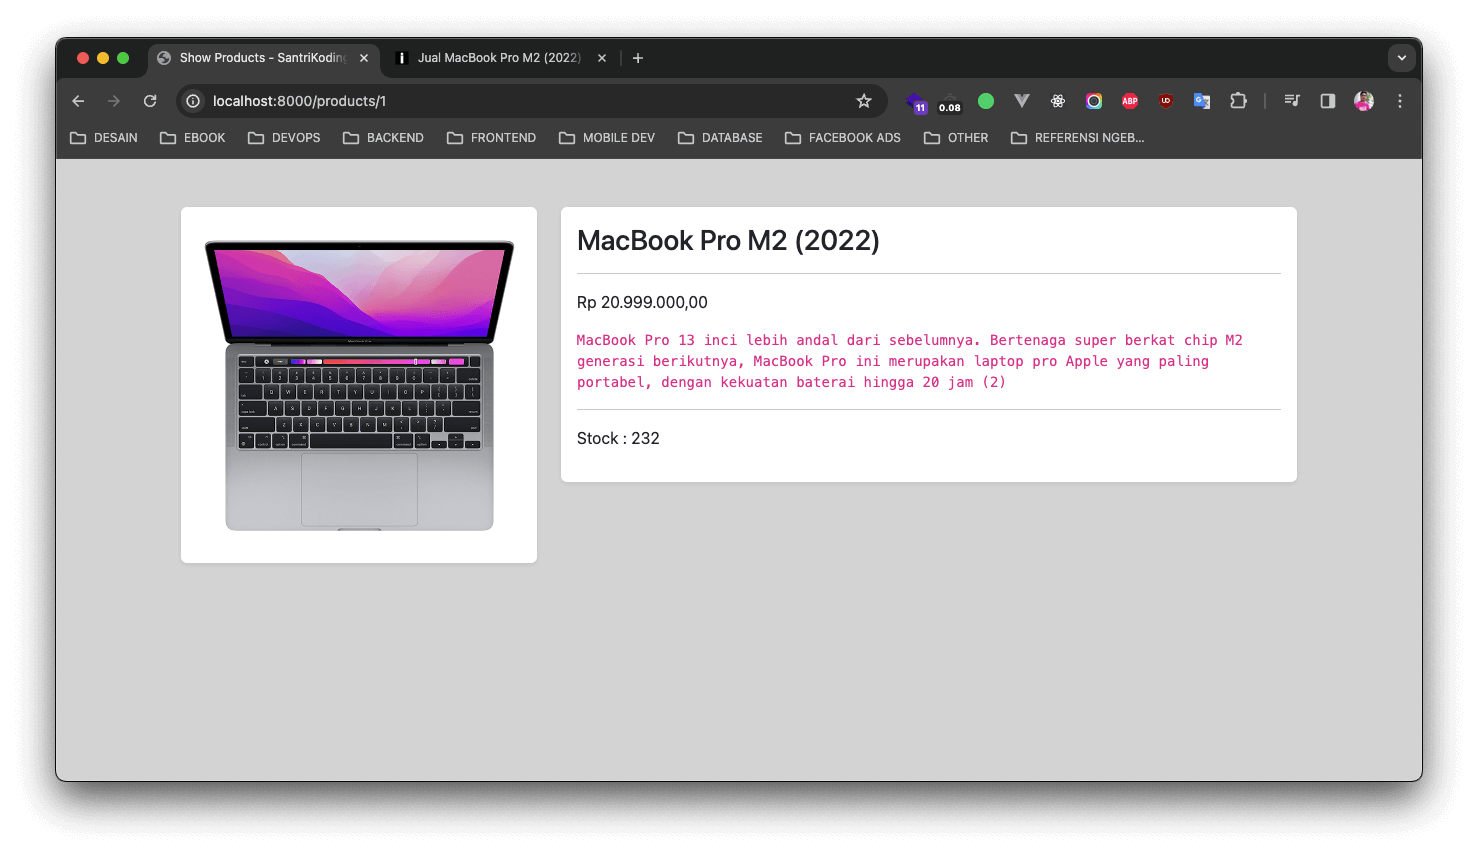 Show Products - SantriKoding
Jual MacBook Pro M2 (2022)
localhost:8000/products/1
11
0.08
ABP
UD
DESAIN
EBOOK
DEVOPS
BACKEND
FRONTEND
MOBILE DEV
DATABASE
FACEBOOK ADS
OTHER
REFERENSI NGEB...
MacBook Pro M2 (2022)
Rp 20.999.000,00
MacBook Pro 13 inci lebih andal dari sebelumnya. Bertenaga super berkat chip M2
generasi berikutnya, MacBook Pro ini merupakan laptop pro Apple yang paling
portabel, dengan kekuatan baterai hingga 20 jam (2)
Stock : 232